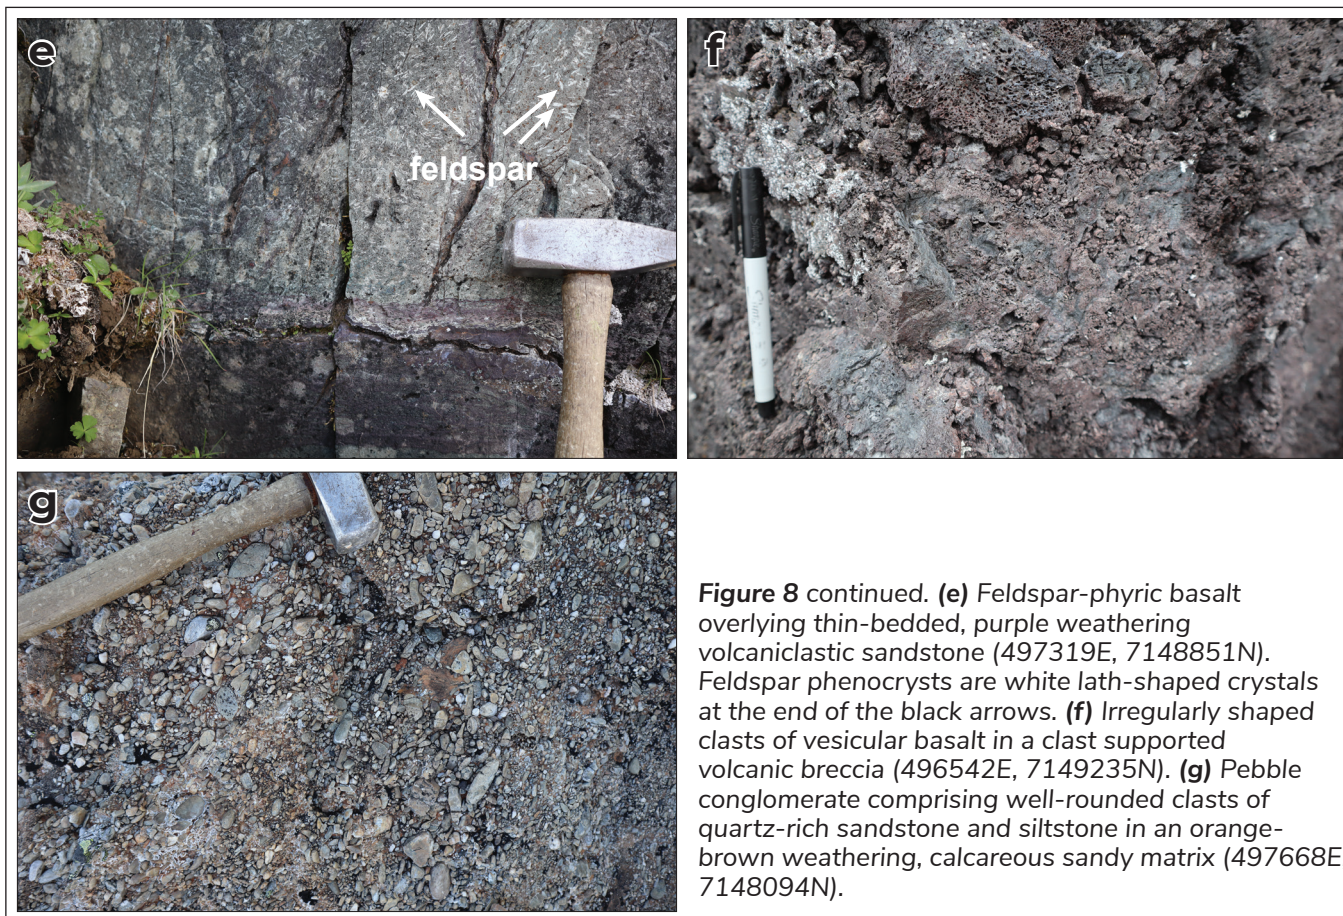 e
feldspar
f
g
Figure 8 continued. (e) Feldspar-phyric basalt
overlying thin-bedded, purple weathering
volcaniclastic sandstone (497319E, 7148851N).
Feldspar phenocrysts are white lath-shaped crystals
at the end of the black arrows. (f) Irregularly shaped
clasts of vesicular basalt in a clast supported
volcanic breccia (496542E, 7149235N). (g) Pebble
conglomerate comprising well-rounded clasts of
quartz-rich sandstone and siltstone in an orange-
brown weathering, calcareous sandy matrix (497668E
7148094N).